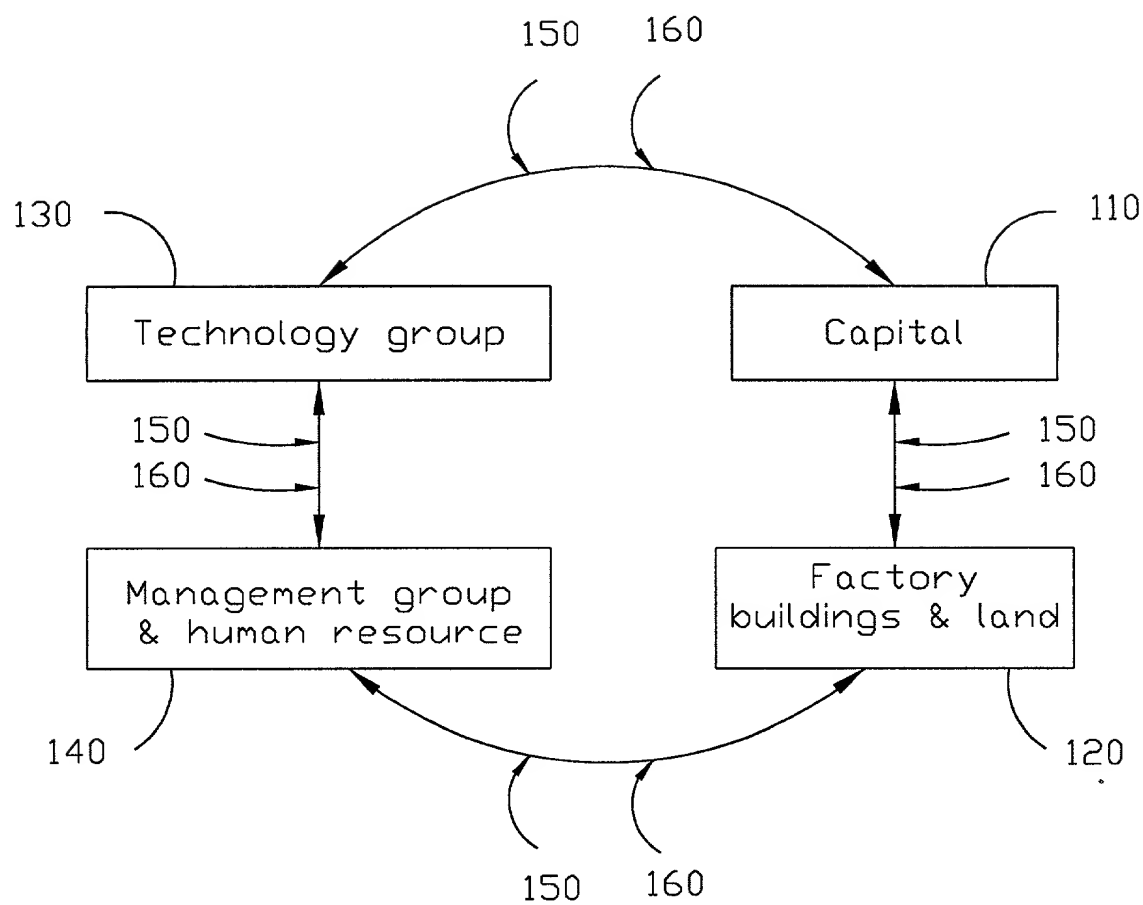 150 160
130 110
Technology group
Capital
150 150
160 160
Management group
& human resource
Factory
buildings & land
140 120
150 160